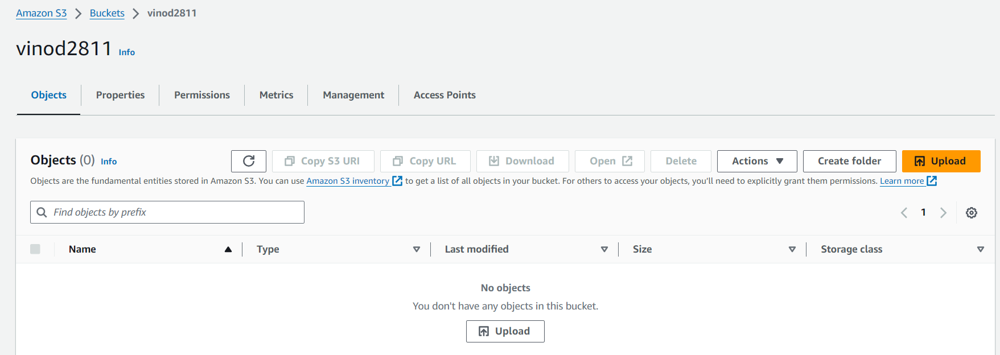 Amazon S3 Buckets vinod2811
vinod2811 Info
Objects Properties Permissions Metrics Management Access Points
Objects (0) Info Copy S3 URI Copy URL Download Open Delete Actions Create folder Upload
Objects are the fundamental entities stored in Amazon S3. You can use Amazon S3 inventory to get a list of all objects in your bucket. For others to access your objects, you’ll need to explicitly grant them permissions. Learn more
Find objects by prefix 1
Name Type Last modified Size Storage class
No objects
You don't have any objects in this bucket.
Upload